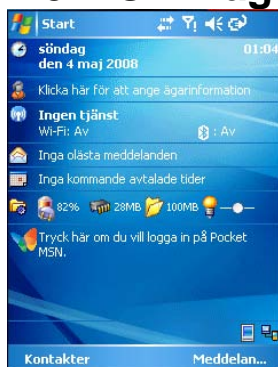 Start
söndag 01:04
den 4 maj 2008
Klicka här för att ange ägarinformation
Ingen tjänst
Wi-Fi: Av : Av
Inga olästa meddelanden
Inga kommande avtalade tider
82% 28MB 100MB
Tryck här om du vill logga in på Pocket
MSN.
Kontakter Meddelan...